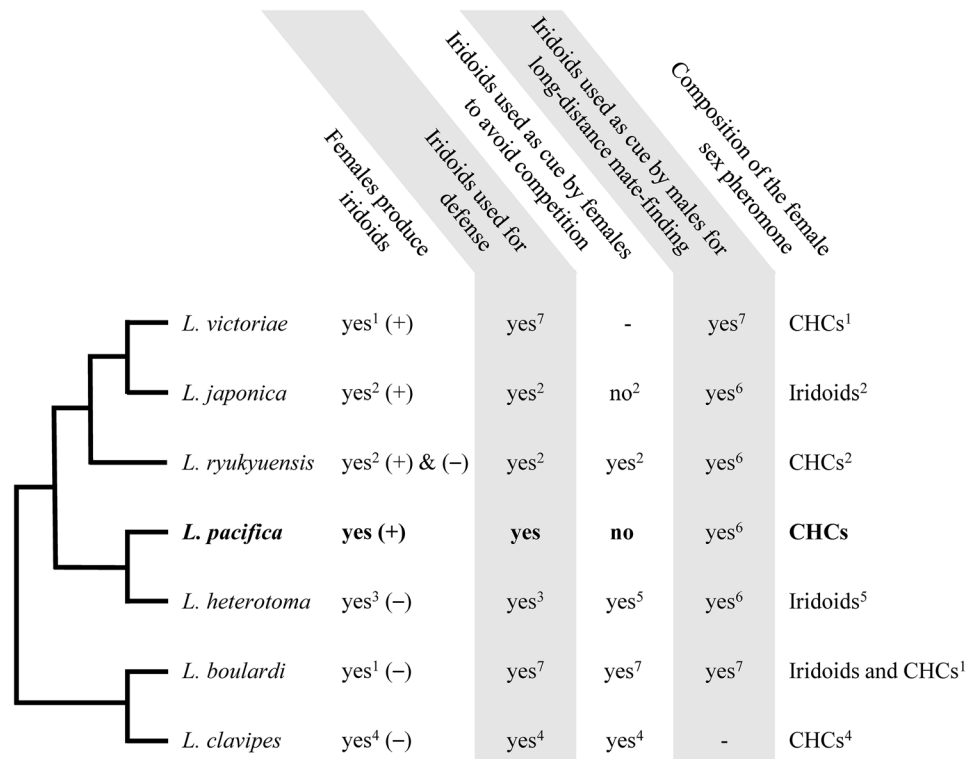 Females produce
iridoids
Iridoids used for
defense
Iridoids used as cue by females
to avoid competition
Iridoids used as cue by males for
long-distance mate-finding
Composition of the female
sex pheromone
L. victoriae yes¹ (+) yes⁷ - yes⁷ CHCs¹
L. japonica yes² (+) yes² no² yes⁶ Iridoids²
L. ryukyuensis yes² (+) & (−) yes² yes² yes⁶ CHCs²
L. pacifica yes (+) yes no yes⁶ CHCs
L. heterotoma yes³ (−) yes³ yes⁵ yes⁶ Iridoids⁵
L. boulardi yes¹ (−) yes⁷ yes⁷ yes⁷ Iridoids and CHCs¹
L. clavipes yes⁴ (−) yes⁴ yes⁴ - CHCs⁴